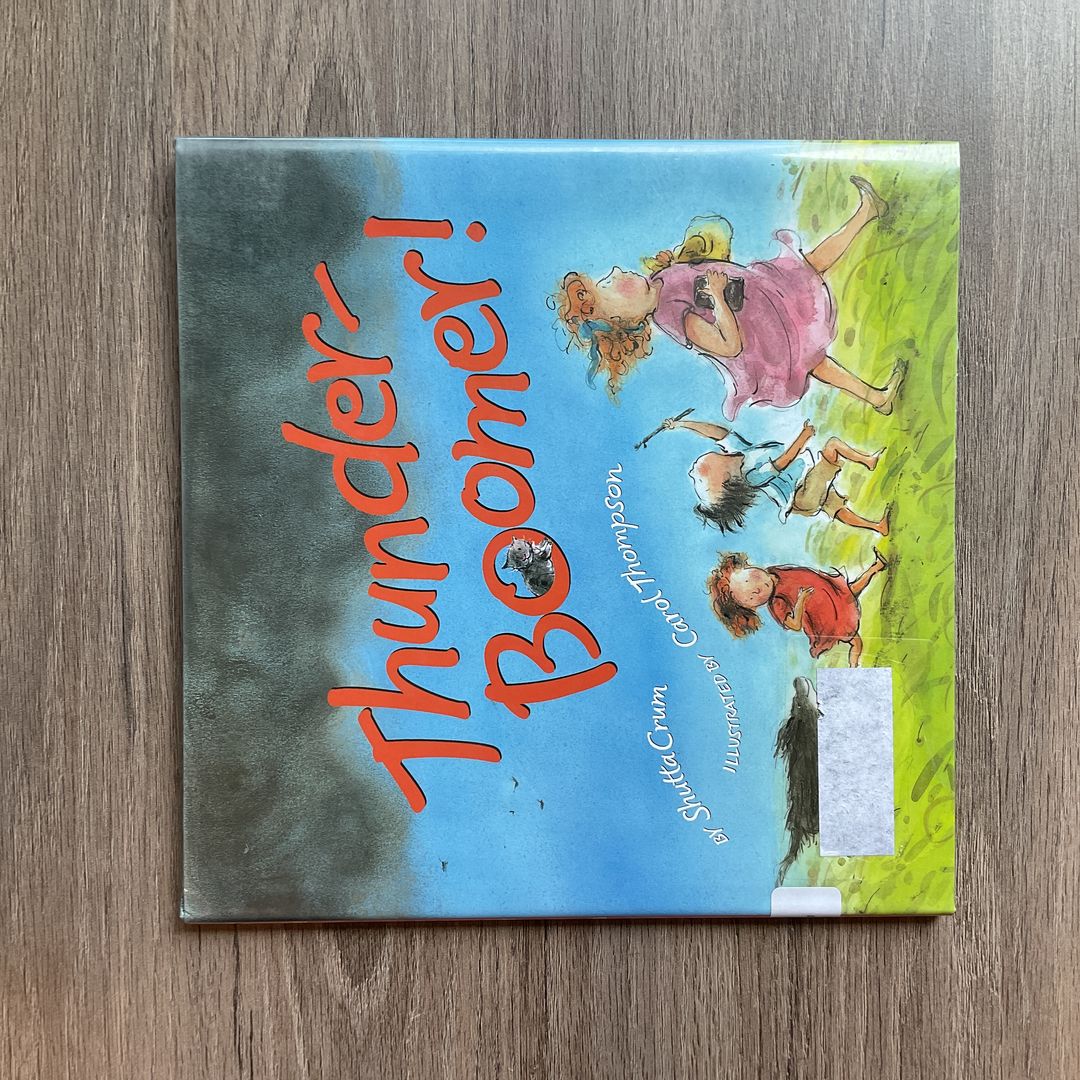 Thunder-
Boomer!
BY Shutta Crum
ILLUSTRATED BY Carol Thompson